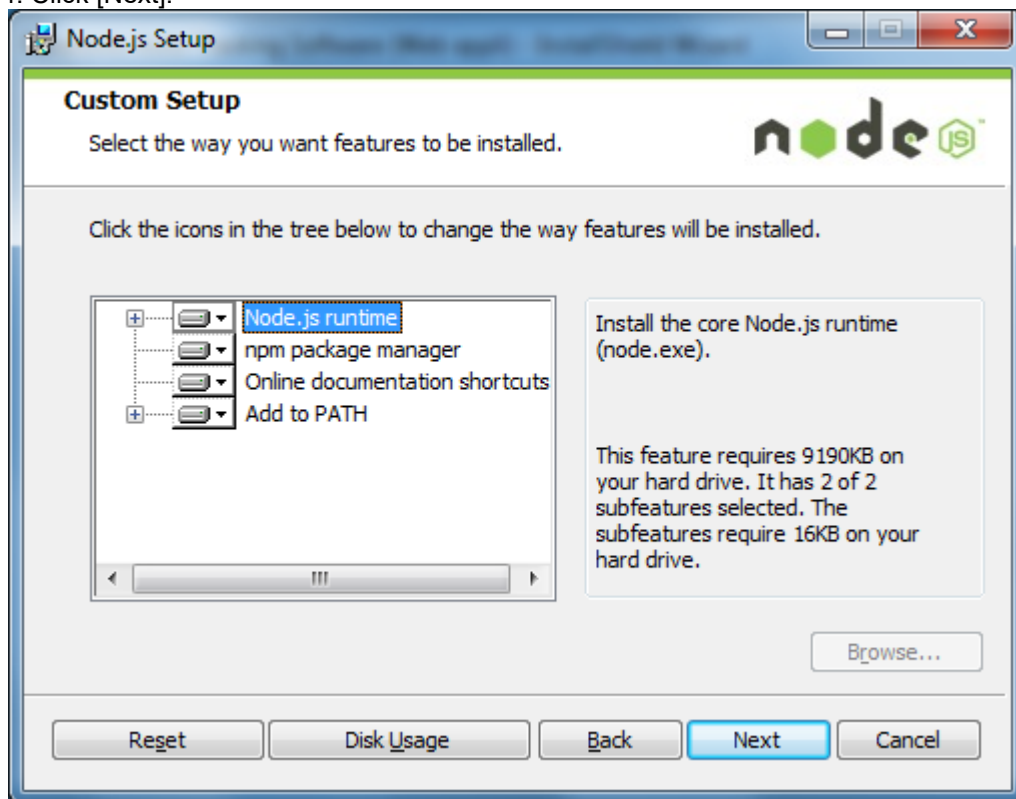 Click [Next].
Node.js Setup
Custom Setup
Select the way you want features to be installed.
node JS
Click the icons in the tree below to change the way features will be installed.
Node.js runtime
npm package manager
Online documentation shortcuts
Add to PATH
Install the core Node.js runtime
(node.exe).
This feature requires 9190KB on
your hard drive. It has 2 of 2
subfeatures selected. The
subfeatures require 16KB on your
hard drive.
Browse...
Reset
Disk Usage
Back
Next
Cancel